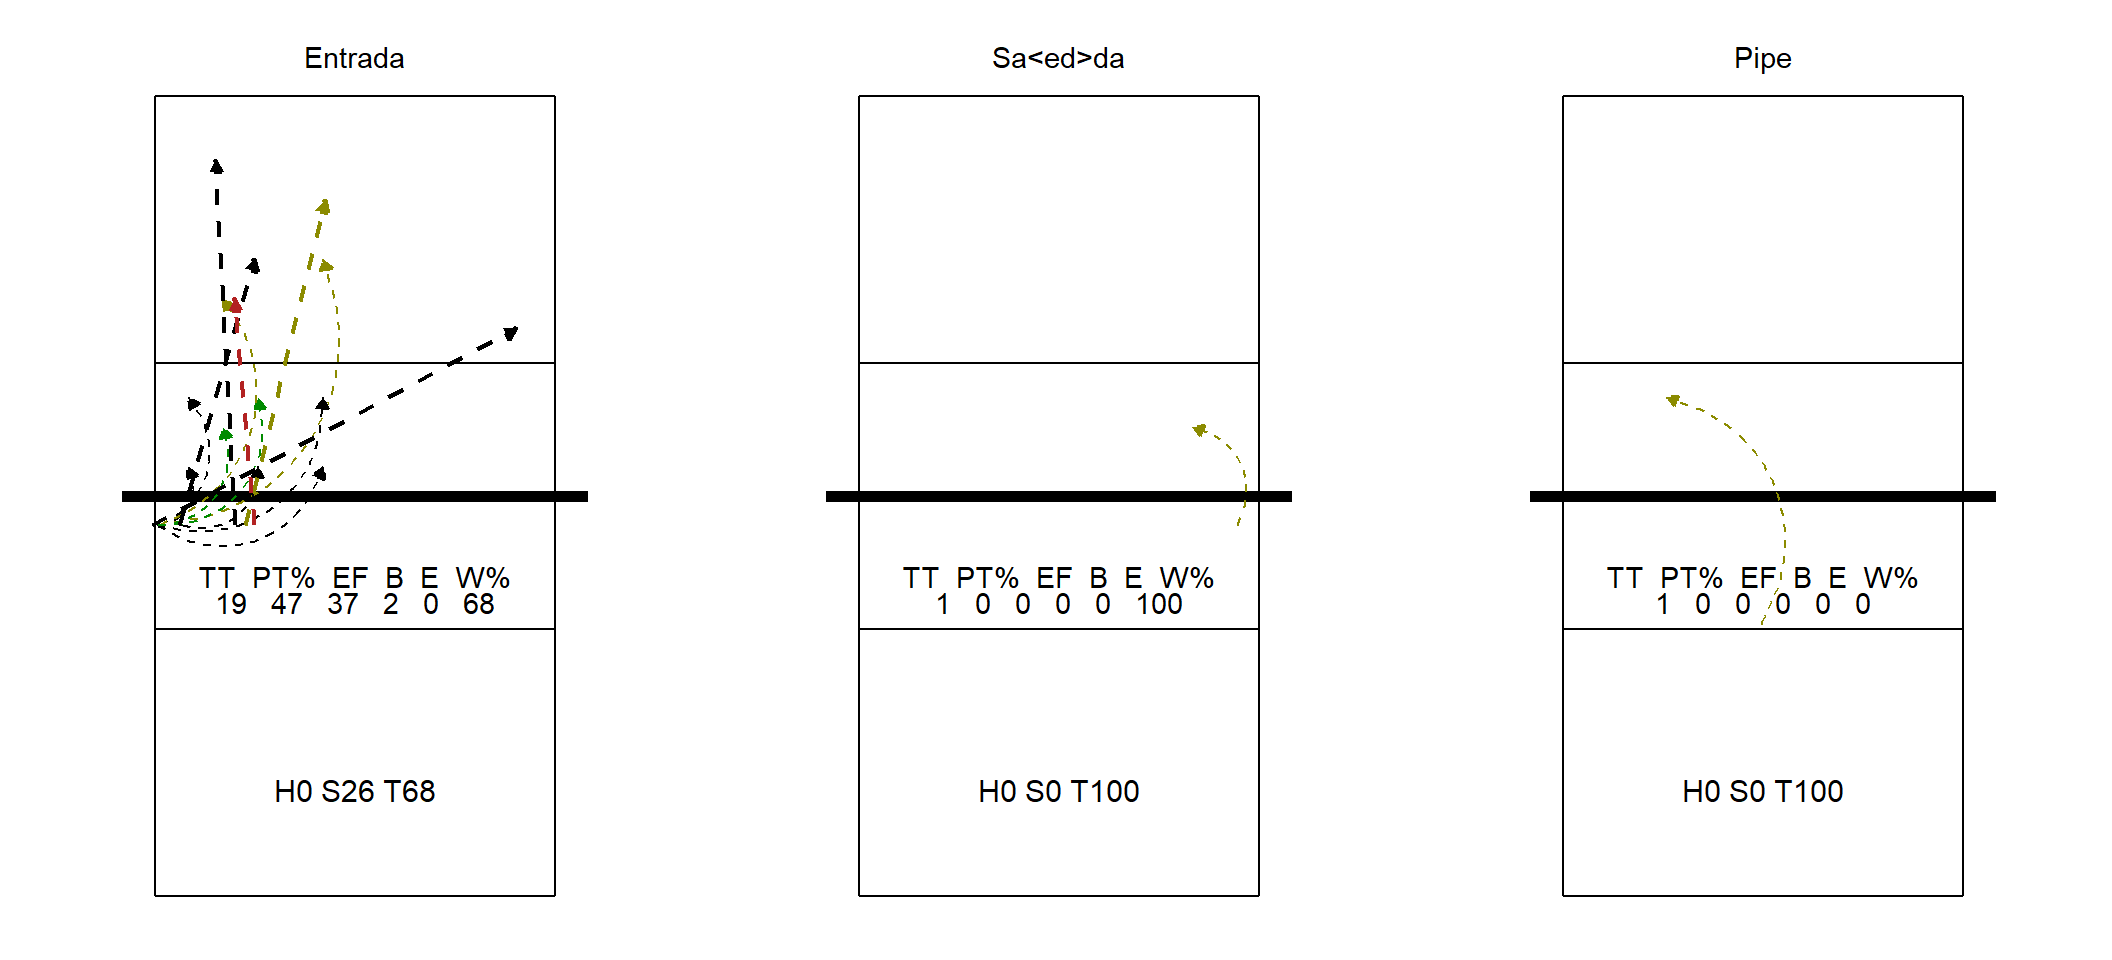 Entrada
TT PT% EF B E W%
19 47 37 2 0 68
H0 S26 T68
Sa<ed>da
TT PT% EF B E W%
1 0 0 0 0 100
H0 S0 T100
Pipe
TT PT% EF B E W%
1 0 0 0 0 0
H0 S0 T100